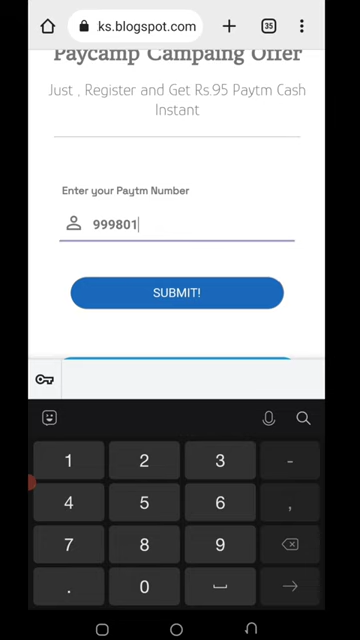 ks.blogspot.com
35
Paycamp Campaing Offer
Just , Register and Get Rs.95 Paytm Cash
Instant
Enter your Paytm Number
999801
SUBMIT!
1 2 3 -
4 5 6 ,
7 8 9
. 0